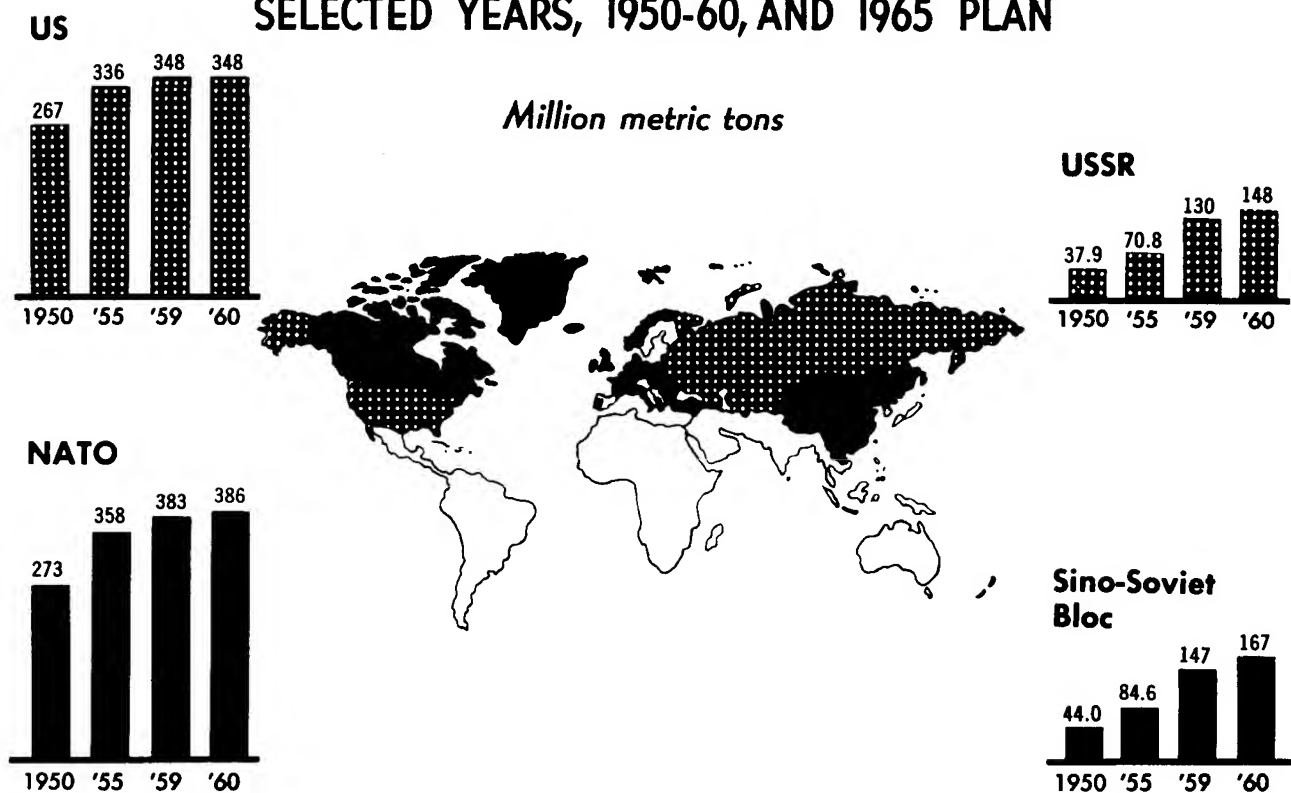 SELECTED YEARS, 1950-60, AND 1965 PLAN
US
267 336 348 348
1950 '55 '59 '60
Million metric tons
USSR
37.9 70.8 130 148
1950 '55 '59 '60
NATO
273 358 383 386
1950 '55 '59 '60
Sino-Soviet
Bloc
44.0 84.6 147 167
1950 '55 '59 '60